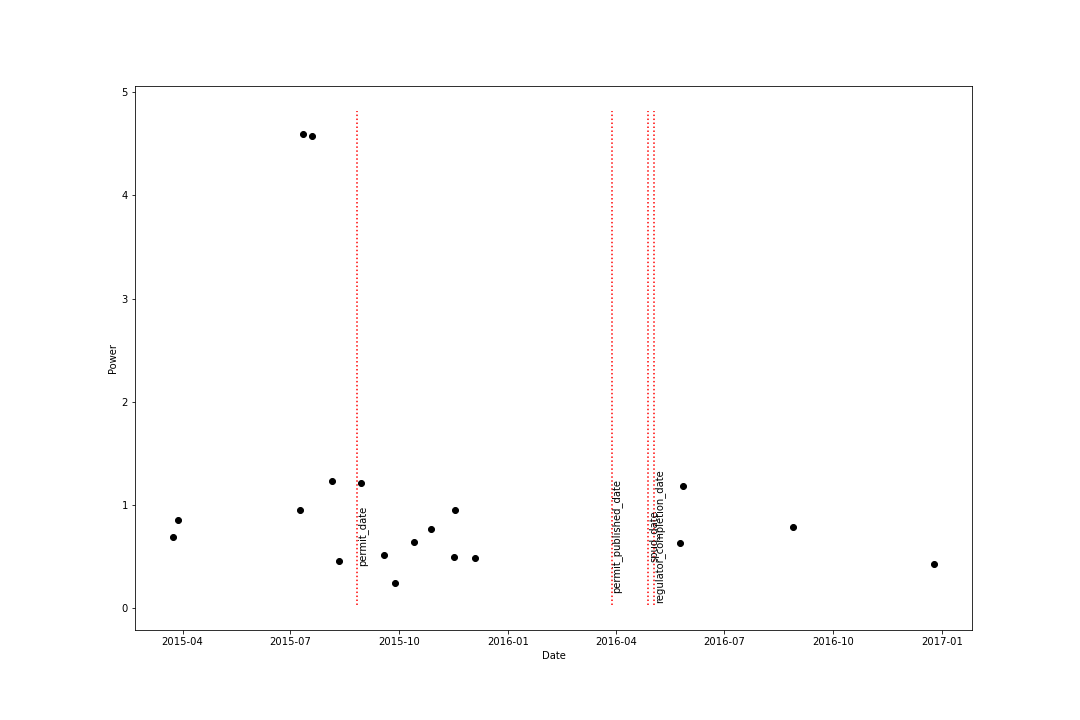 5
4
3
2
1
0
Power
permit_date
permit_published_date
spud_date
regulator_completion_date
2015-04
2015-07
2015-10
2016-01
2016-04
2016-07
2016-10
2017-01
Date